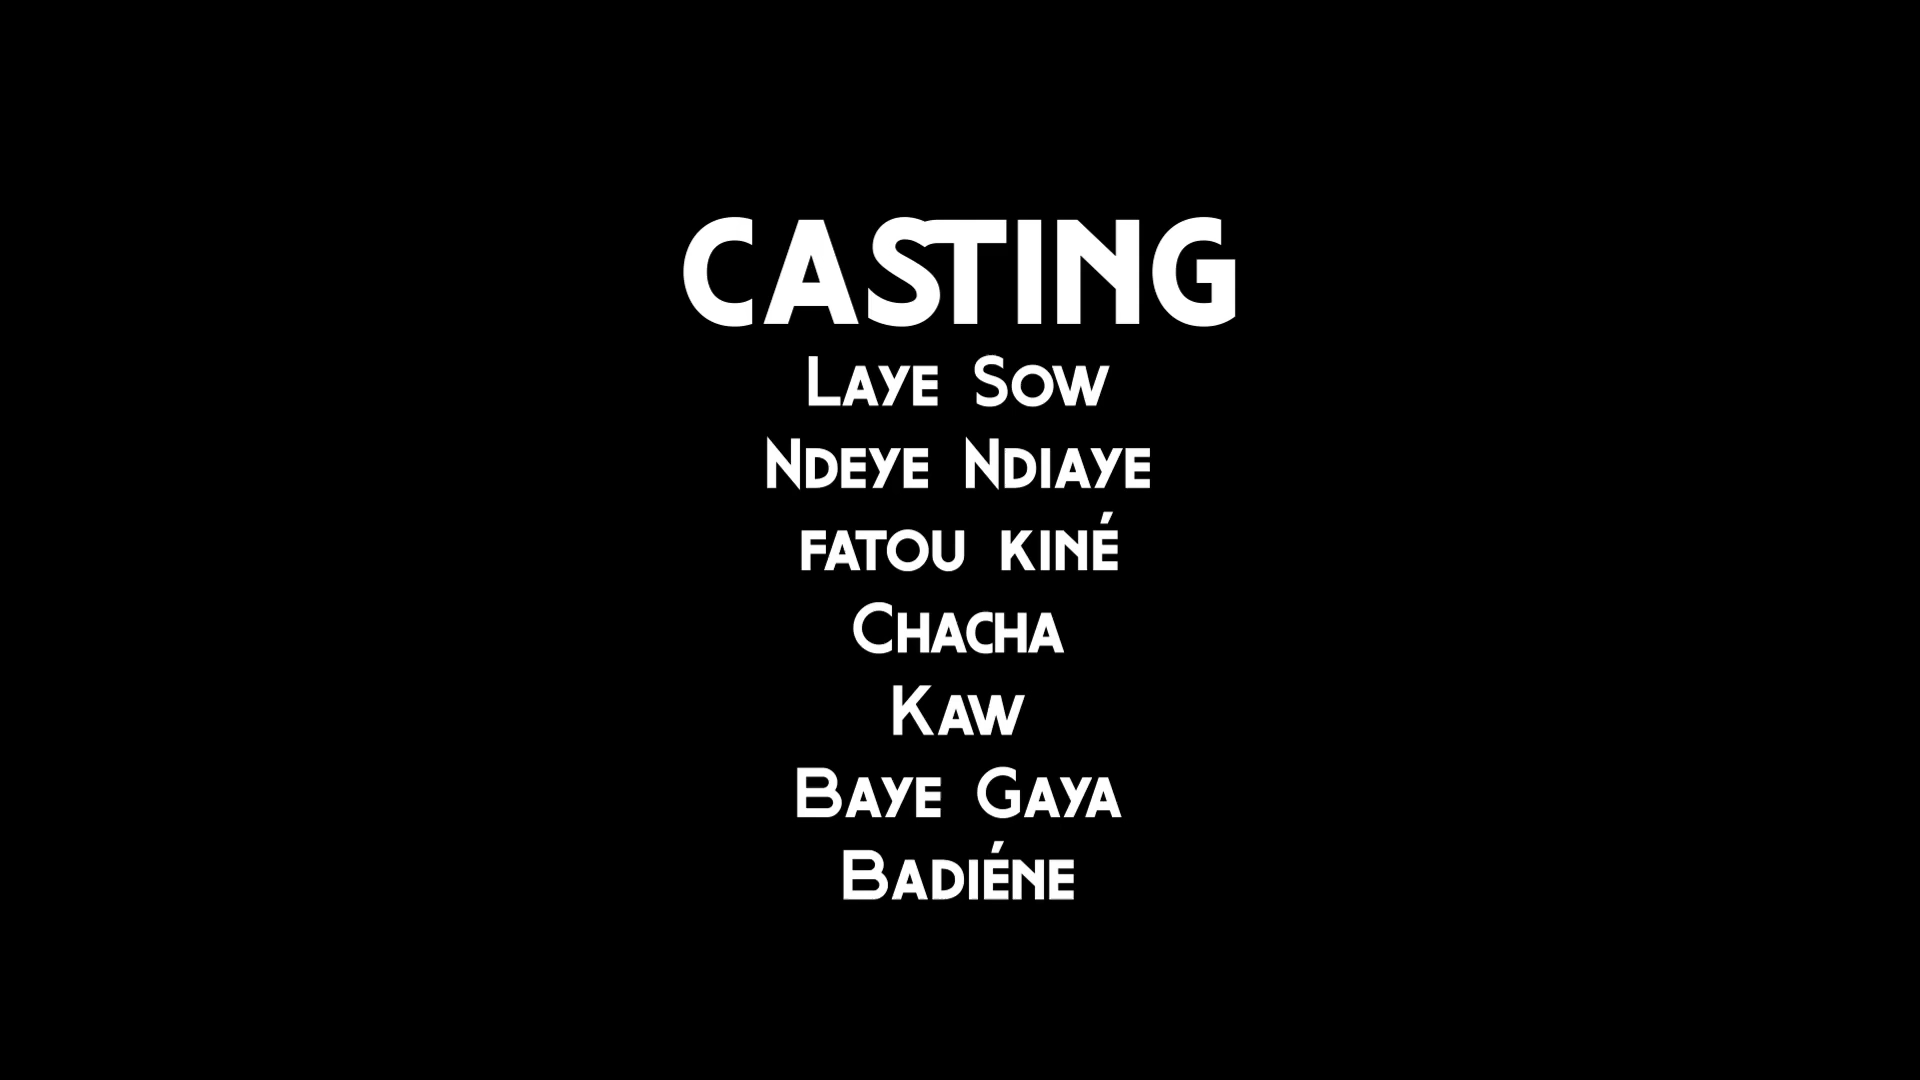 CASTING
Laye Sow
Ndeye Ndiaye
fatou kiné
Chacha
Kaw
Baye Gaya
Badiéne